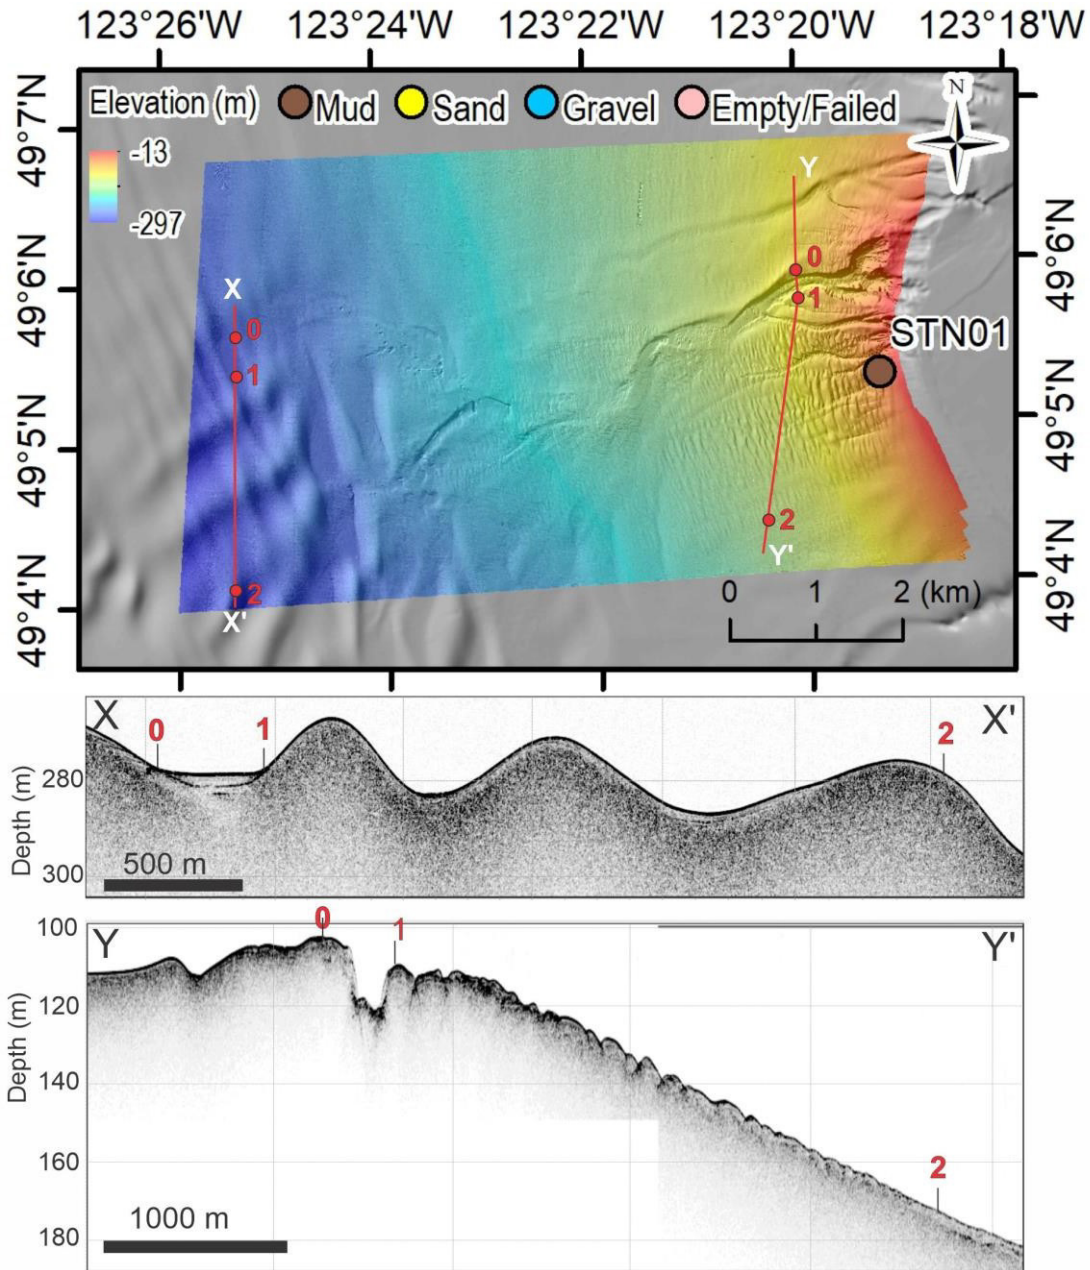 123°26'W 123°24'W 123°22'W 123°20'W 123°18'W
Elevation (m) Mud Sand Gravel Empty/Failed
N
-13
-297
49°7'N
49°6'N
49°5'N
49°4'N
49°6'N
49°5'N
49°4'N
X
0
1
2
X'
Y
0
1
2
Y'
STN01
0 1 2 (km)
X
0
1
2
X'
Depth (m)
280
300
500 m
Y
0
1
2
Y'
Depth (m)
100
120
140
160
180
1000 m